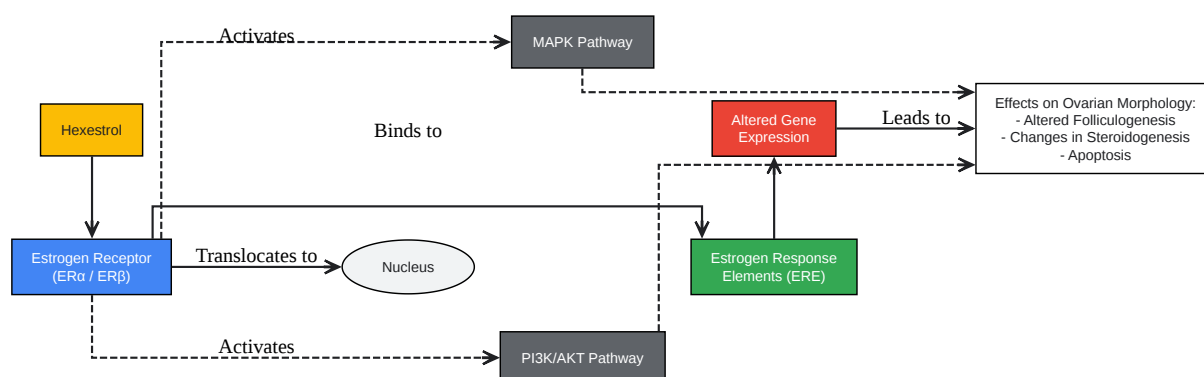 Activates
MAPK Pathway
Hexestrol
Binds to
Altered Gene
Expression
Leads to
Effects on Ovarian Morphology:
- Altered Folliculogenesis
- Changes in Steroidogenesis
- Apoptosis
Estrogen Receptor
(ERα / ERβ)
Translocates to
Nucleus
Estrogen Response
Elements (ERE)
Activates
PI3K/AKT Pathway